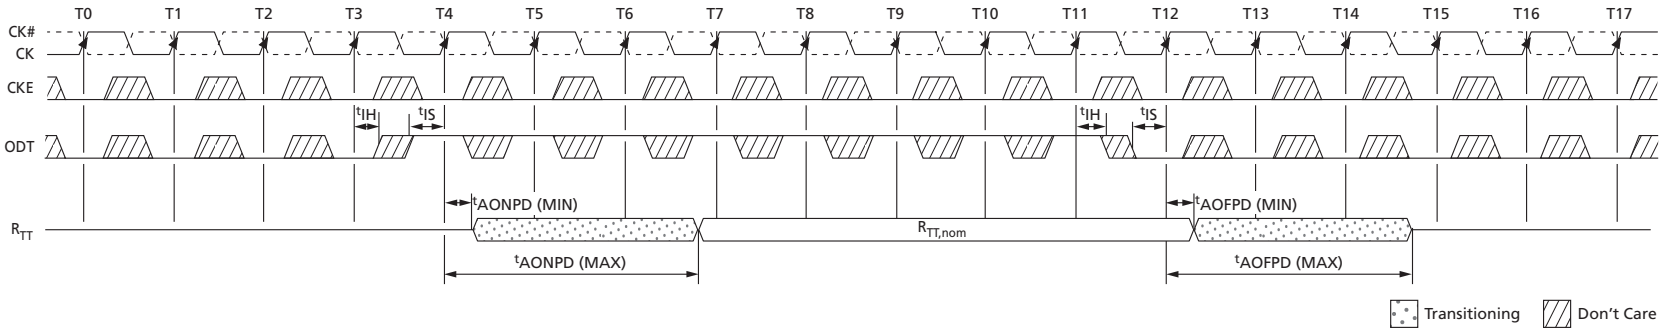 T0 T1 T2 T3 T4 T5 T6 T7 T8 T9 T10 T11 T12 T13 T14 T15 T16 T17
CK#
CK
CKE
tIH tIS tIH tIS
ODT
tAONPD (MIN) tAOFPD (MIN)
RTT RTT,nom
tAONPD (MAX) tAOFPD (MAX)
Transitioning Don't Care